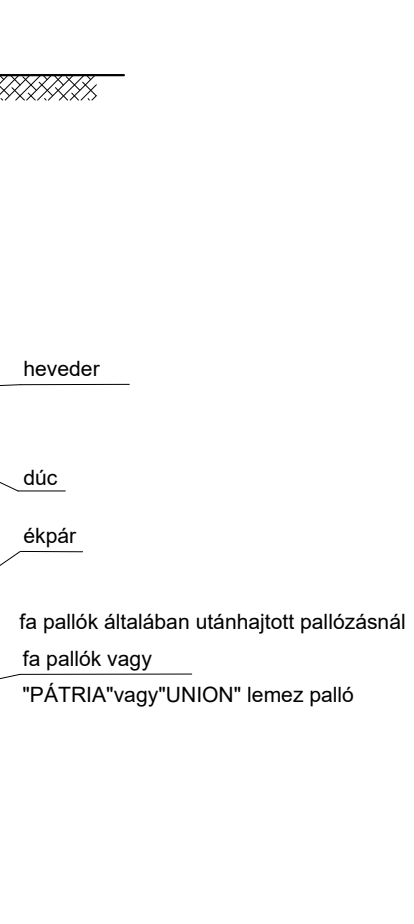 heveder
dúc
ékpár
fa pallók általában utánhajtott pallózásnál
fa pallók vagy
"PÁTRIA"vagy"UNION" lemez palló